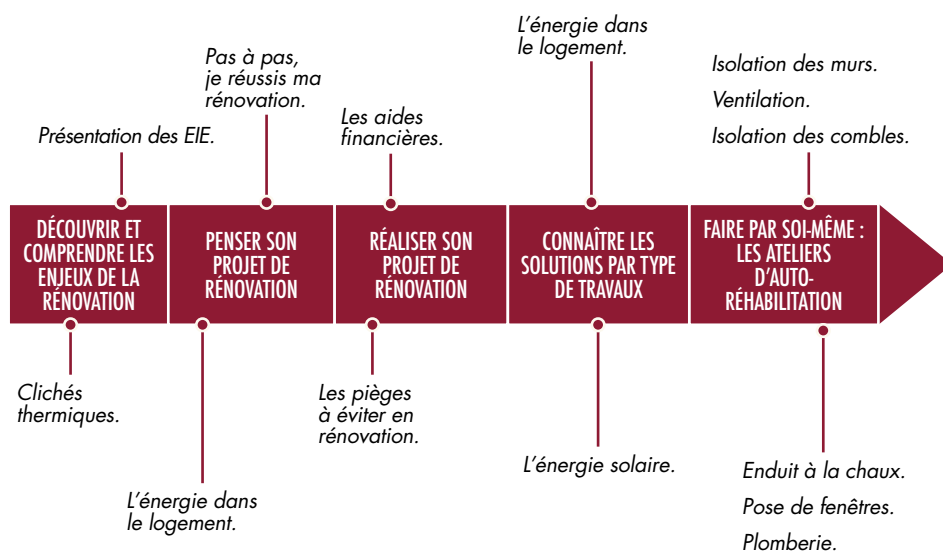 L'énergie dans
le logement.
Pas à pas,
je réussis ma
rénovation.
Isolation des murs.
Ventilation.
Isolation des combles.
Les aides
financières.
Présentation des EIE.
DÉCOUVRIR ET
COMPRENDRE LES
ENJEUX DE LA
RÉNOVATION
PENSER SON
PROJET DE
RÉNOVATION
RÉALISER SON
PROJET DE
RÉNOVATION
CONNAÎTRE LES
SOLUTIONS PAR TYPE
DE TRAVAUX
FAIRE PAR SOI-MÊME :
LES ATELIERS
D'AUTO-
RÉHABILITATION
Clichés
thermiques.
Les pièges
à éviter en
rénovation.
L'énergie solaire.
L'énergie dans
le logement.
Enduit à la chaux.
Pose de fenêtres.
Plomberie.